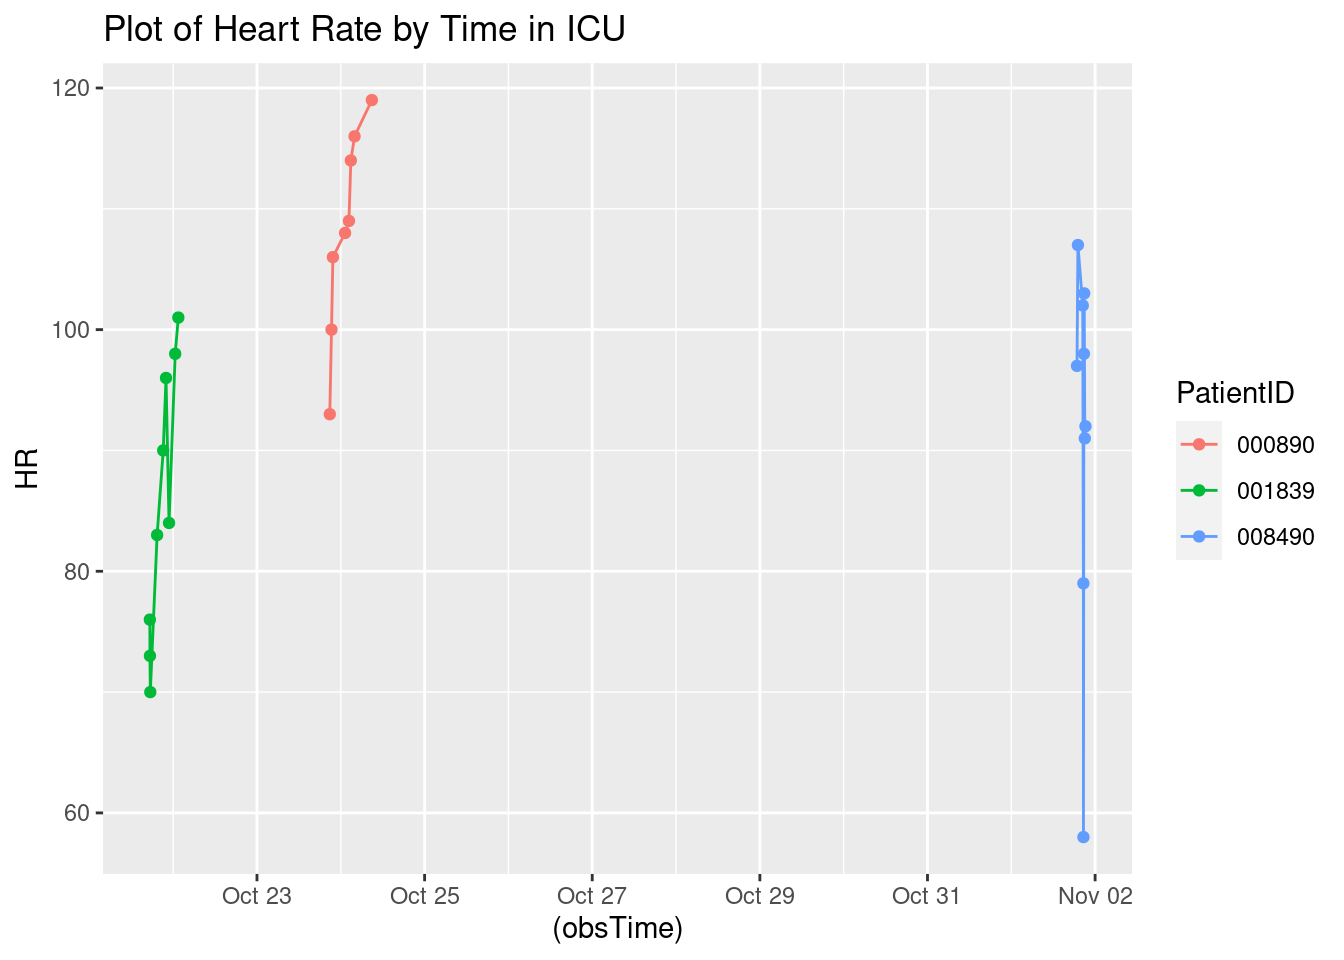 Plot of Heart Rate by Time in ICU
120
100
80
60
HR
Oct 23 Oct 25 Oct 27 Oct 29 Oct 31 Nov 02
(obsTime)
PatientID
000890
001839
008490